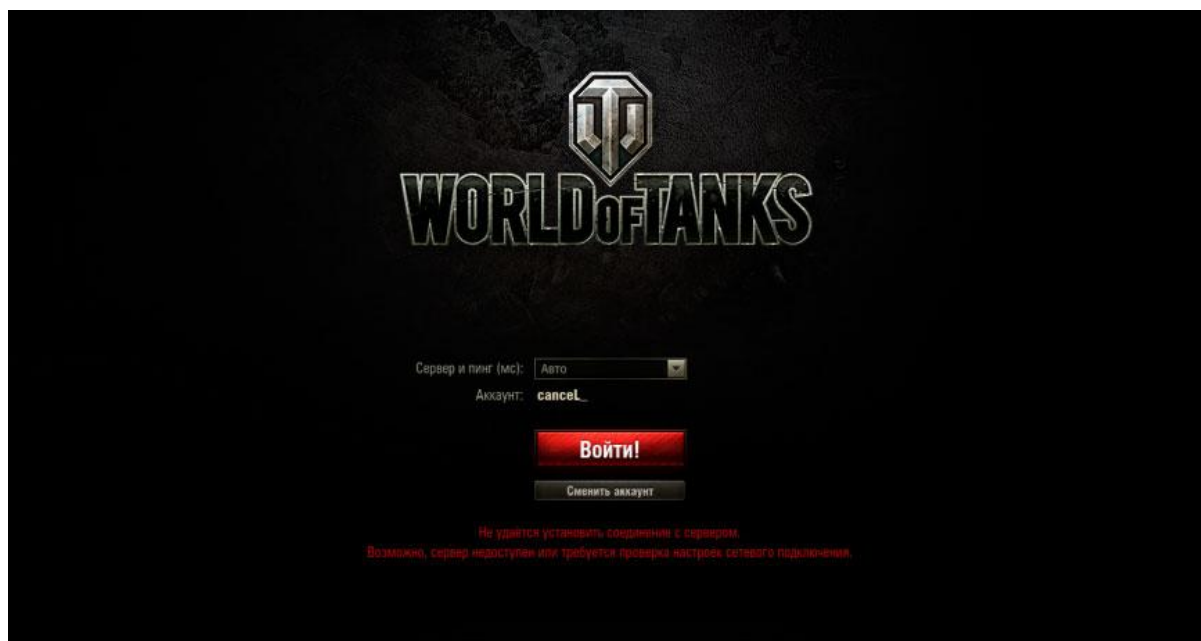 WORLD OF TANKS
Сервер и пинг (мс): Авто
Аккаунт: canceL_
Войти!
Сменить аккаунт
Не удаётся установить соединение с сервером.
Возможно, сервер недоступен или требуется проверка настроек сетевого подключения.